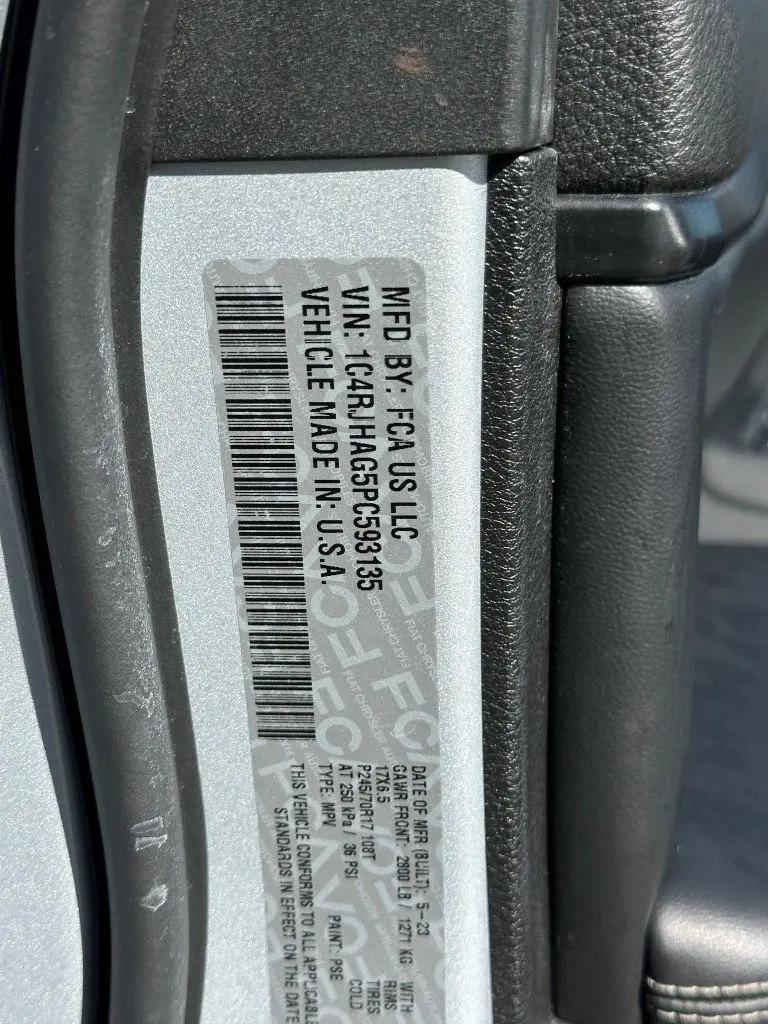 MFD BY: FCA US LLC
VIN: 1C4RJHAG5PC593135
VEHICLE MADE IN: U.S.A.
DATE OF MFR (BUILT): 5-23
GAWR FRONT: 2800 LB / 1271 KG WITH
17X6.5 RIMS
P245/70R17 108T TIRES
AT 250 kPa / 36 PSI COLD
TYPE: MPV PAINT: PSE
THIS VEHICLE CONFORMS TO ALL APPLICABLE
STANDARDS IN EFFECT ON THE DATE